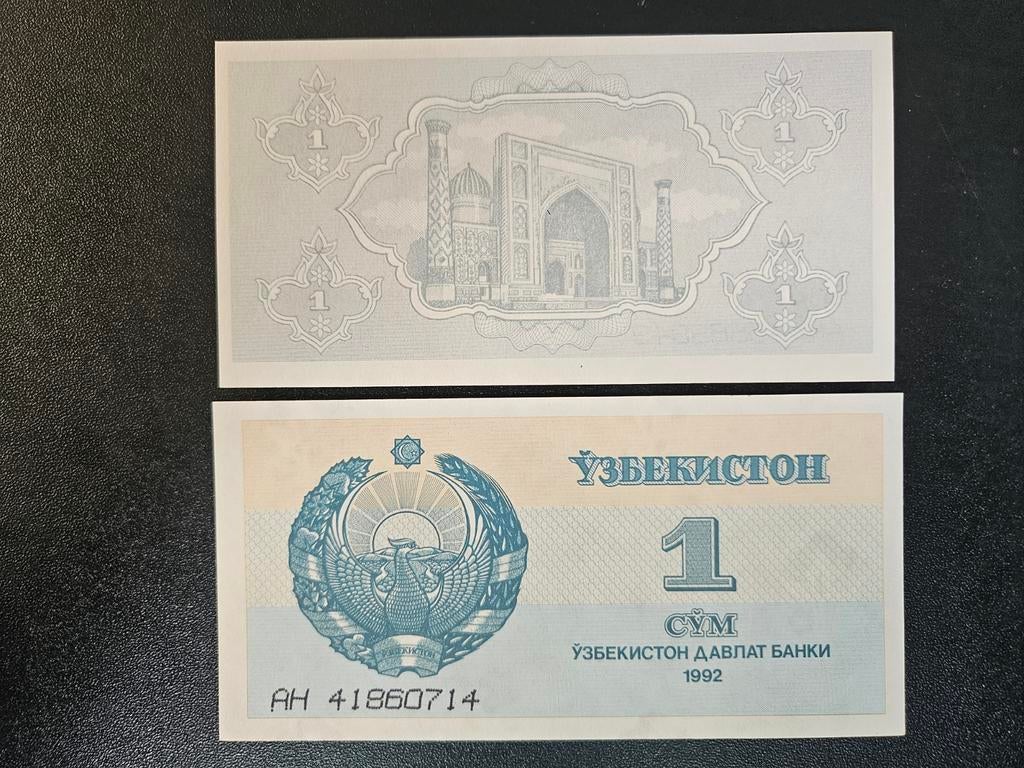 1 1
1 1
ЎЗБЕКИСТОН
1
СЎМ
ЎЗБЕКИСТОН ДАВЛАТ БАНКИ
1992
ЎЗБЕКИСТОН
АН 41860714